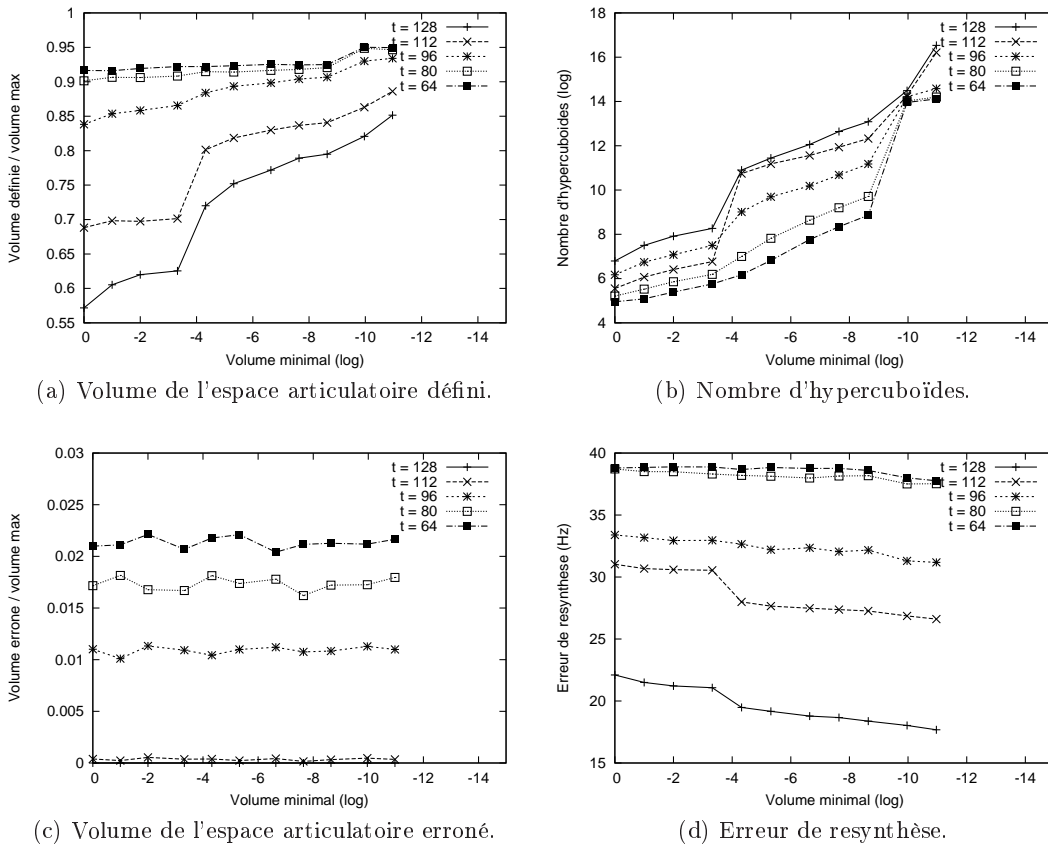 1
0.95
0.9
0.85
0.8
0.75
0.7
0.65
0.6
0.55
Volume definie / volume max
0 -2 -4 -6 -8 -10 -12 -14
Volume minimal (log)
t = 128
t = 112
t = 96
t = 80
t = 64
(a) Volume de l'espace articulatoire défini.
18
16
14
12
10
8
6
4
Nombre d'hypercuboides (log)
0 -2 -4 -6 -8 -10 -12 -14
Volume minimal (log)
t = 128
t = 112
t = 96
t = 80
t = 64
(b) Nombre d'hypercuboïdes.
0.03
0.025
0.02
0.015
0.01
0.005
0
Volume errone / volume max
0 -2 -4 -6 -8 -10 -12 -14
Volume minimal (log)
t = 128
t = 112
t = 96
t = 80
t = 64
(c) Volume de l'espace articulatoire erroné.
40
35
30
25
20
15
Erreur de resynthese (Hz)
0 -2 -4 -6 -8 -10 -12 -14
Volume minimal (log)
t = 128
t = 112
t = 96
t = 80
t = 64
(d) Erreur de resynthèse.